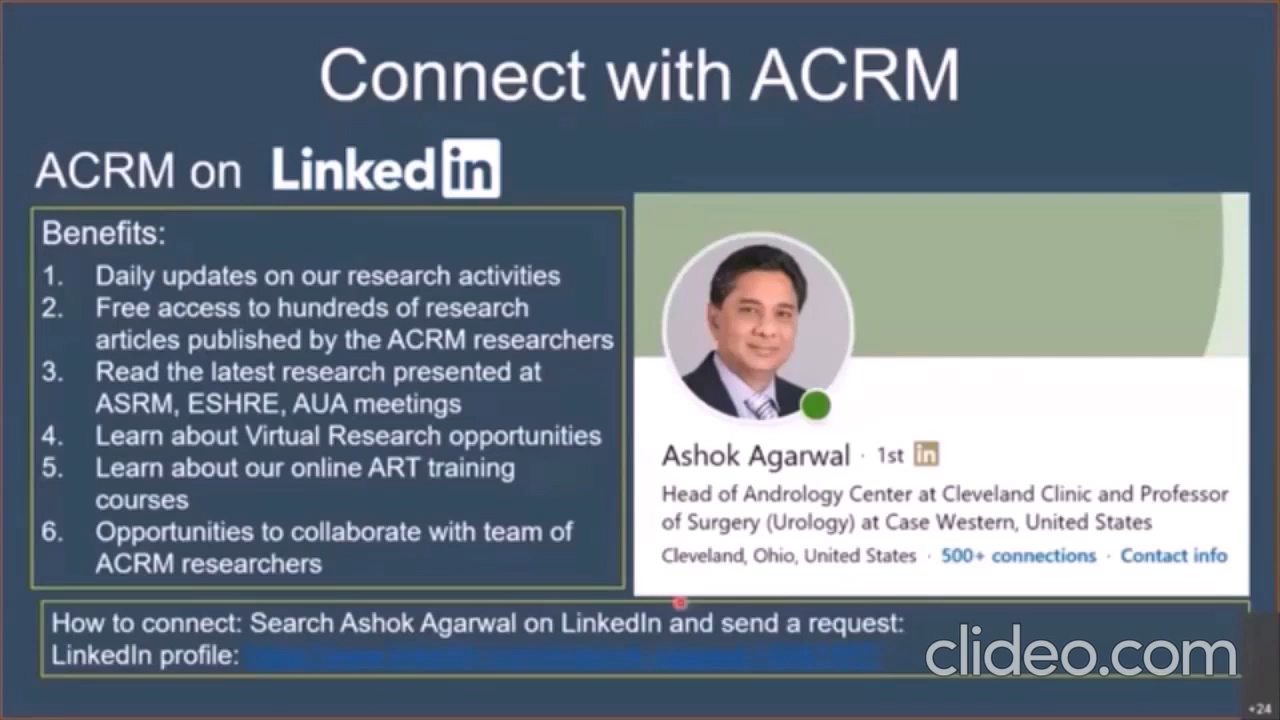 Connect with ACRM
ACRM on LinkedIn
Benefits:
1. Daily updates on our research activities
2. Free access to hundreds of research
articles published by the ACRM researchers
3. Read the latest research presented at
ASRM, ESHRE, AUA meetings
4. Learn about Virtual Research opportunities
5. Learn about our online ART training
courses
6. Opportunities to collaborate with team of
ACRM researchers
Ashok Agarwal · 1st in
Head of Andrology Center at Cleveland Clinic and Professor
of Surgery (Urology) at Case Western, United States
Cleveland, Ohio, United States · 500+ connections · Contact info
How to connect: Search Ashok Agarwal on LinkedIn and send a request:
LinkedIn profile:
clideo.com
+24